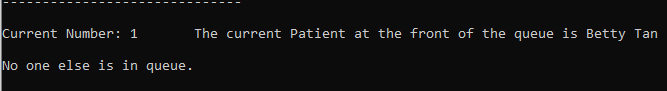 ------------------------------
Current Number: 1       The current Patient at the front of the queue is Betty Tan
No one else is in queue.